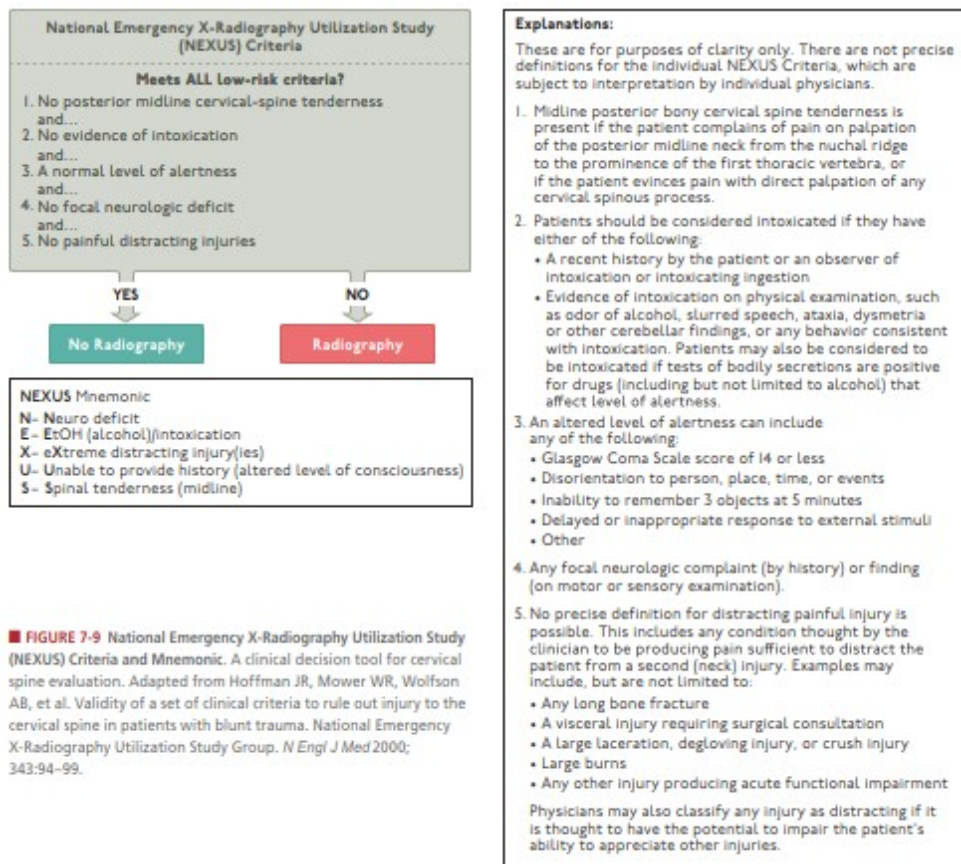 National Emergency X-Radiography Utilization Study
(NEXUS) Criteria
Meets ALL low-risk criteria?
1. No posterior midline cervical-spine tenderness
and...
2. No evidence of intoxication
and...
3. A normal level of alertness
and...
4. No focal neurologic deficit
and...
5. No painful distracting injuries
YES
NO
No Radiography
Radiography
NEXUS Mnemonic
N– Neuro deficit
E– EtOH (alcohol)/intoxication
X– eXtreme distracting injury(ies)
U– Unable to provide history (altered level of consciousness)
S– Spinal tenderness (midline)
■ FIGURE 7-9 National Emergency X-Radiography Utilization Study
(NEXUS) Criteria and Mnemonic. A clinical decision tool for cervical
spine evaluation. Adapted from Hoffman JR, Mower WR, Wolfson
AB, et al. Validity of a set of clinical criteria to rule out injury to the
cervical spine in patients with blunt trauma. National Emergency
X-Radiography Utilization Study Group. N Engl J Med 2000;
343:94–99.
Explanations:
These are for purposes of clarity only. There are not precise
definitions for the individual NEXUS Criteria, which are
subject to interpretation by individual physicians.
1. Midline posterior bony cervical spine tenderness is
present if the patient complains of pain on palpation
of the posterior midline neck from the nuchal ridge
to the prominence of the first thoracic vertebra, or
if the patient evinces pain with direct palpation of any
cervical spinous process.
2. Patients should be considered intoxicated if they have
either of the following:
• A recent history by the patient or an observer of
intoxication or intoxicating ingestion
• Evidence of intoxication on physical examination, such
as odor of alcohol, slurred speech, ataxia, dysmetria
or other cerebellar findings, or any behavior consistent
with intoxication. Patients may also be considered to
be intoxicated if tests of bodily secretions are positive
for drugs (including but not limited to alcohol) that
affect level of alertness.
3. An altered level of alertness can include
any of the following:
• Glasgow Coma Scale score of 14 or less
• Disorientation to person, place, time, or events
• Inability to remember 3 objects at 5 minutes
• Delayed or inappropriate response to external stimuli
• Other
4. Any focal neurologic complaint (by history) or finding
(on motor or sensory examination).
5. No precise definition for distracting painful injury is
possible. This includes any condition thought by the
clinician to be producing pain sufficient to distract the
patient from a second (neck) injury. Examples may
include, but are not limited to:
• Any long bone fracture
• A visceral injury requiring surgical consultation
• A large laceration, degloving injury, or crush injury
• Large burns
• Any other injury producing acute functional impairment
Physicians may also classify any injury as distracting if it
is thought to have the potential to impair the patient's
ability to appreciate other injuries.